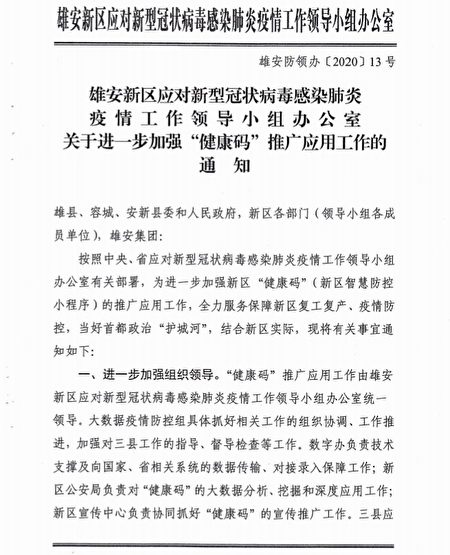 雄安新区应对新型冠状病毒感染肺炎疫情工作领导小组办公室
雄安防领办〔2020〕13号
雄安新区应对新型冠状病毒感染肺炎
疫情工作领导小组办公室
关于进一步加强“健康码”推广应用工作的
通知
雄县、容城、安新县委和人民政府，新区各部门（领导小组各成
员单位），雄安集团：
按照中央、省应对新型冠状病毒感染肺炎疫情工作领导小组
办公室有关部署，为进一步加强新区“健康码”（新区智慧防控
小程序）的推广应用工作，全力服务保障新区复工复产、疫情防
控，当好首都政治“护城河”，结合新区实际，现将有关事宜通
知如下：
一、进一步加强组织领导。“健康码”推广应用工作由雄安
新区应对新型冠状病毒感染肺炎疫情工作领导小组办公室统一
领导。大数据疫情防控组具体抓好相关工作的组织协调、工作推
进，加强对三县工作的指导、督导检查等工作。数字办负责技术
支撑及向国家、省相关系统的数据传输、对接录入保障工作；新
区公安局负责对“健康码”的大数据分析、挖掘和深度应用工作；
新区宣传中心负责协同抓好“健康码”的宣传推广工作。三县应